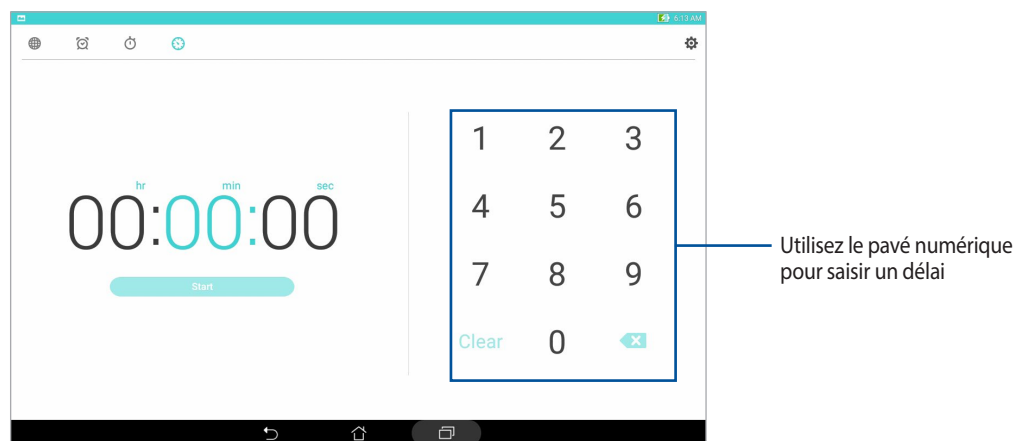 6:13 AM
hr min sec
00:00:00
Start
1 2 3
4 5 6
7 8 9
Clear 0
Utilisez le pavé numérique
pour saisir un délai